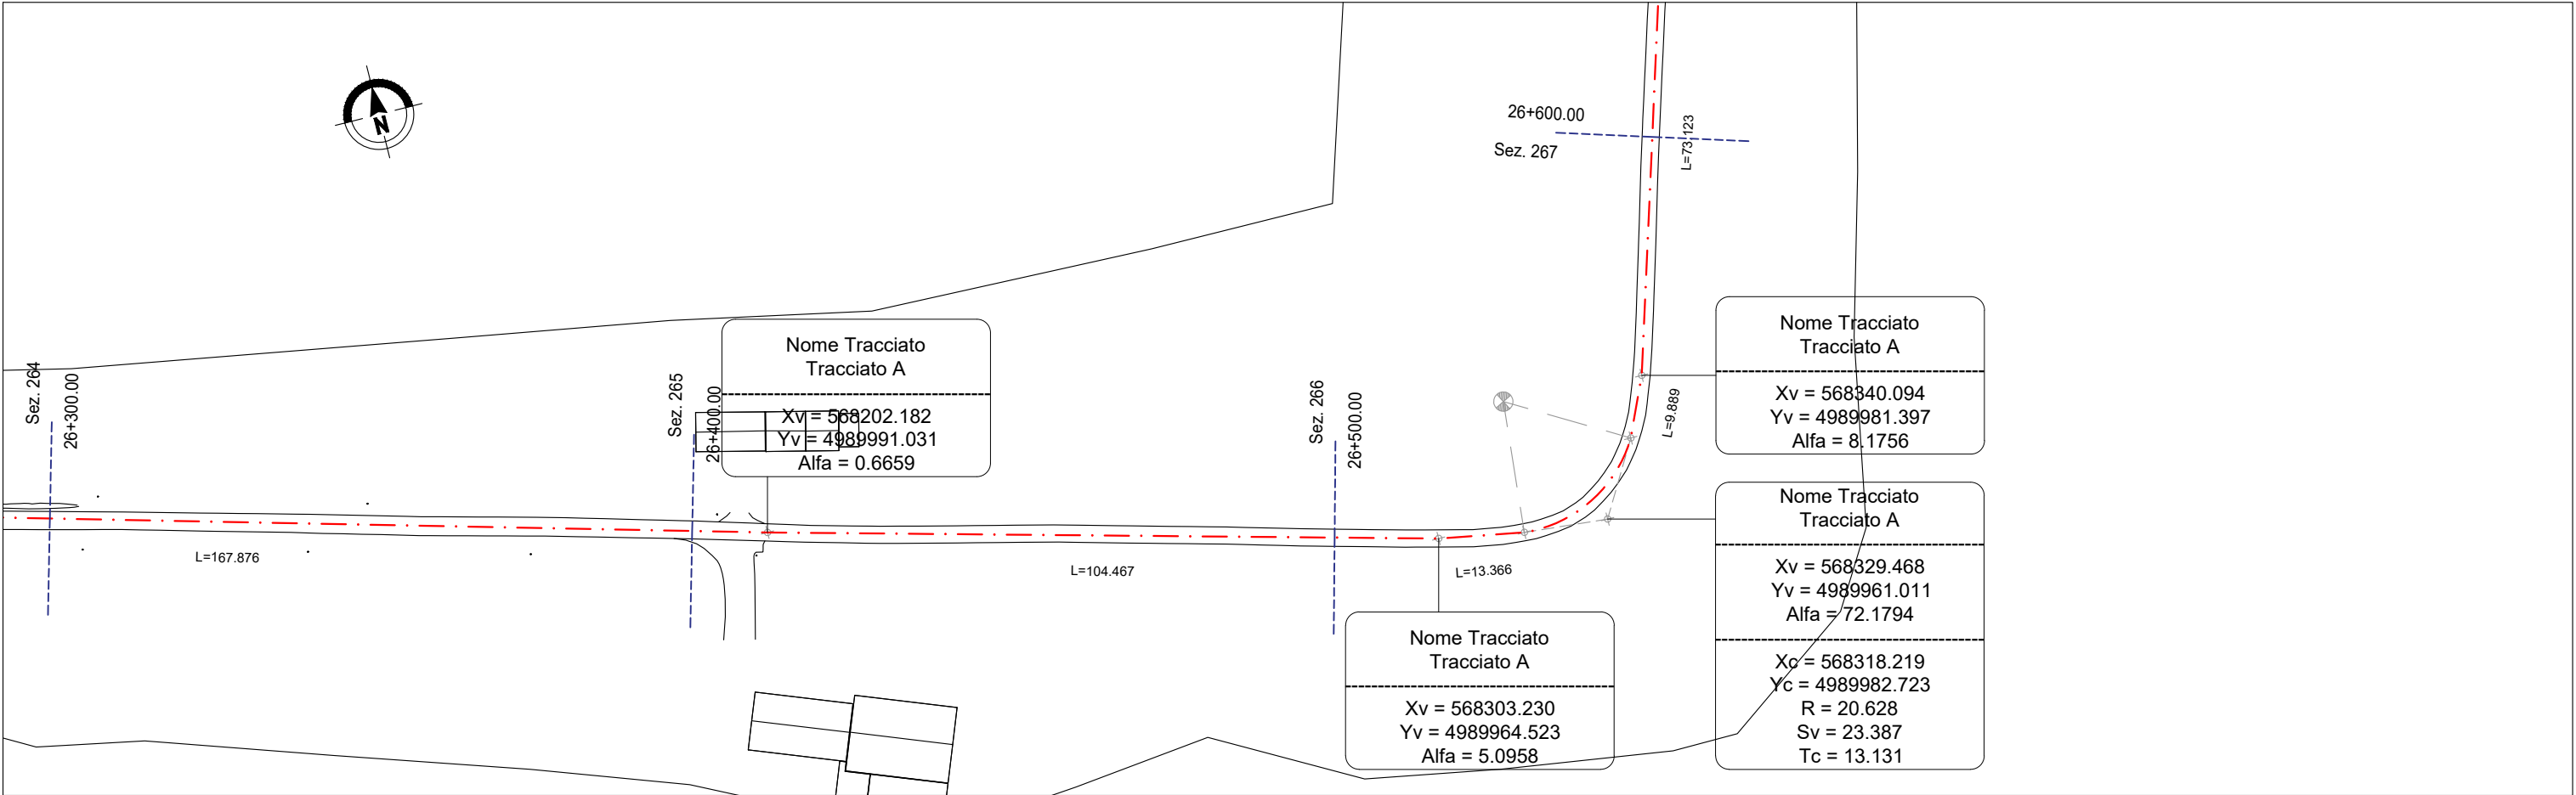 N
26+600.00
Sez. 267
L=73.123
Nome Tracciato
Tracciato A
Xv = 568340.094
Yv = 4989981.397
Alfa = 8.1756
Nome Tracciato
Tracciato A
Xv = 568202.182
Yv = 4989991.031
Alfa = 0.6659
Sez. 264
26+300.00
Sez. 265
26+400.00
Sez. 266
26+500.00
L=9.889
L=167.876
L=104.467
L=13.366
Nome Tracciato
Tracciato A
Xv = 568329.468
Yv = 4989961.011
Alfa = 72.1794
Xc = 568318.219
Yc = 4989982.723
R = 20.628
Sv = 23.387
Tc = 13.131
Nome Tracciato
Tracciato A
Xv = 568303.230
Yv = 4989964.523
Alfa = 5.0958